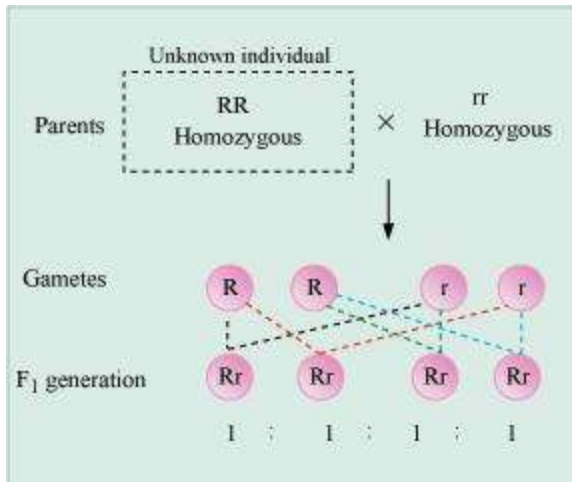 Unknown individual
Parents
RR
Homozygous
×
rr
Homozygous
Gametes
R R r r
F1 generation
Rr Rr Rr Rr
1 : 1 : 1 : 1